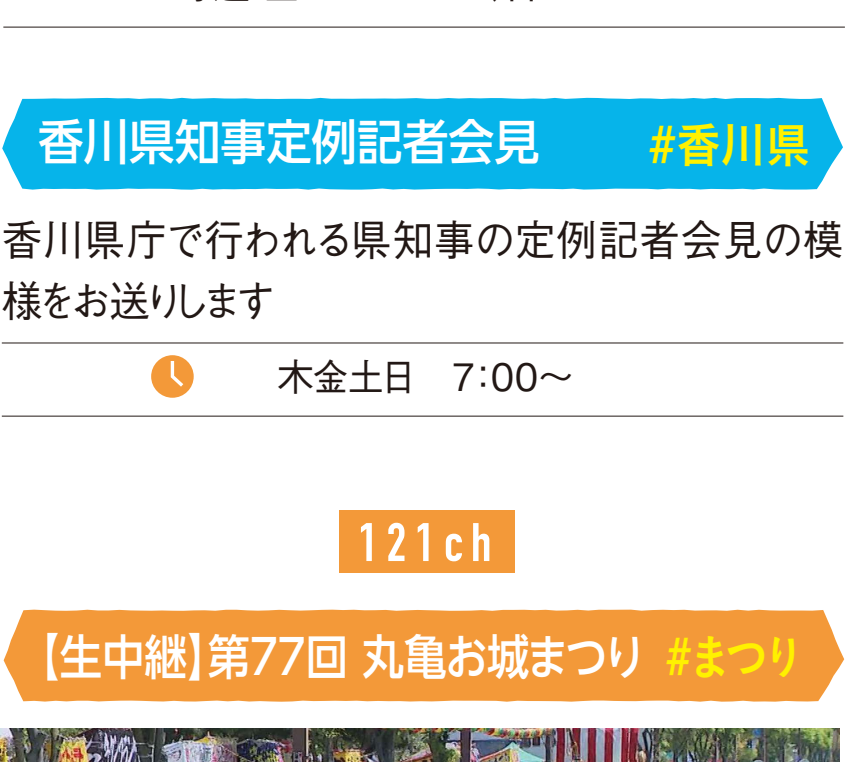 香川県知事定例記者会見 #香川県
香川県庁で行われる県知事の定例記者会見の模
様をお送りします
木金土日 7:00～
121ch
【生中継】第77回 丸亀お城まつり #まつり